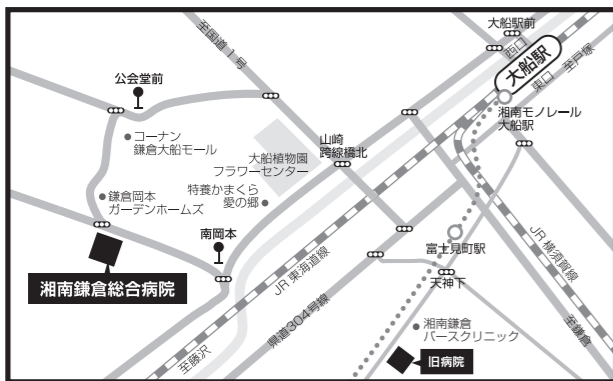 大船駅前
西口
大船駅
東口
至戸塚
至国道1号
公会堂前
湘南モノレール
大船駅
コーナン
鎌倉大船モール
大船植物園
フラワーセンター
山崎
跨線橋北
特養かまくら
愛の郷
鎌倉岡本
ガーデンホームズ
南岡本
富士見町駅
JR横須賀線
湘南鎌倉総合病院
JR東海道線
天神下
県道304号線
至鎌倉
湘南鎌倉
バースクリニック
至藤沢
旧病院